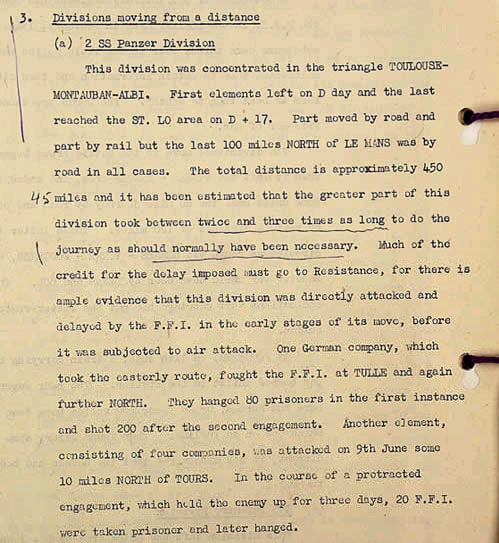 3. Divisions moving from a distance
(a) 2 SS Panzer Division
This division was concentrated in the triangle TOULOUSE-
MONTAUBAN-ALBI. First elements left on D day and the last
reached the ST. LO area on D + 17. Part moved by road and
part by rail but the last 100 miles NORTH of LE MANS was by
road in all cases. The total distance is approximately 450
45 miles and it has been estimated that the greater part of this
division took between twice and three times as long to do the
journey as should normally have been necessary. Much of the
credit for the delay imposed must go to Resistance, for there is
ample evidence that this division was directly attacked and
delayed by the F.F.I. in the early stages of its move, before
it was subjected to air attack. One German company, which
took the easterly route, fought the F.F.I. at TULLE and again
further NORTH. They hanged 80 prisoners in the first instance
and shot 200 after the second engagement. Another element,
consisting of four companies, was attacked on 9th June some
10 miles NORTH of TOURS. In the course of a protracted
engagement, which held the enemy up for three days, 20 F.F.I.
were taken prisoner and later hanged.